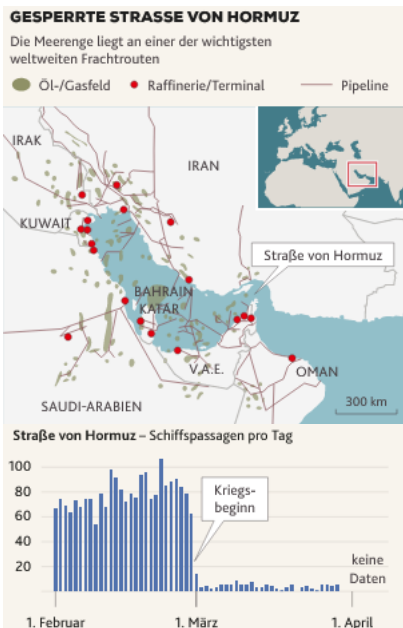 GESPERRTE STRASSE VON HORMUZ
Die Meerenge liegt an einer der wichtigsten
weltweiten Frachtrouten
Öl-/Gasfeld Raffinerie/Terminal Pipeline
IRAK
IRAN
KUWAIT
Straße von Hormuz
BAHRAIN
KATAR
V.A.E.
OMAN
SAUDI-ARABIEN
300 km
Straße von Hormuz – Schiffspassagen pro Tag
100
80
60
40
20
Kriegs-
beginn
keine
Daten
1. Februar 1. März 1. April